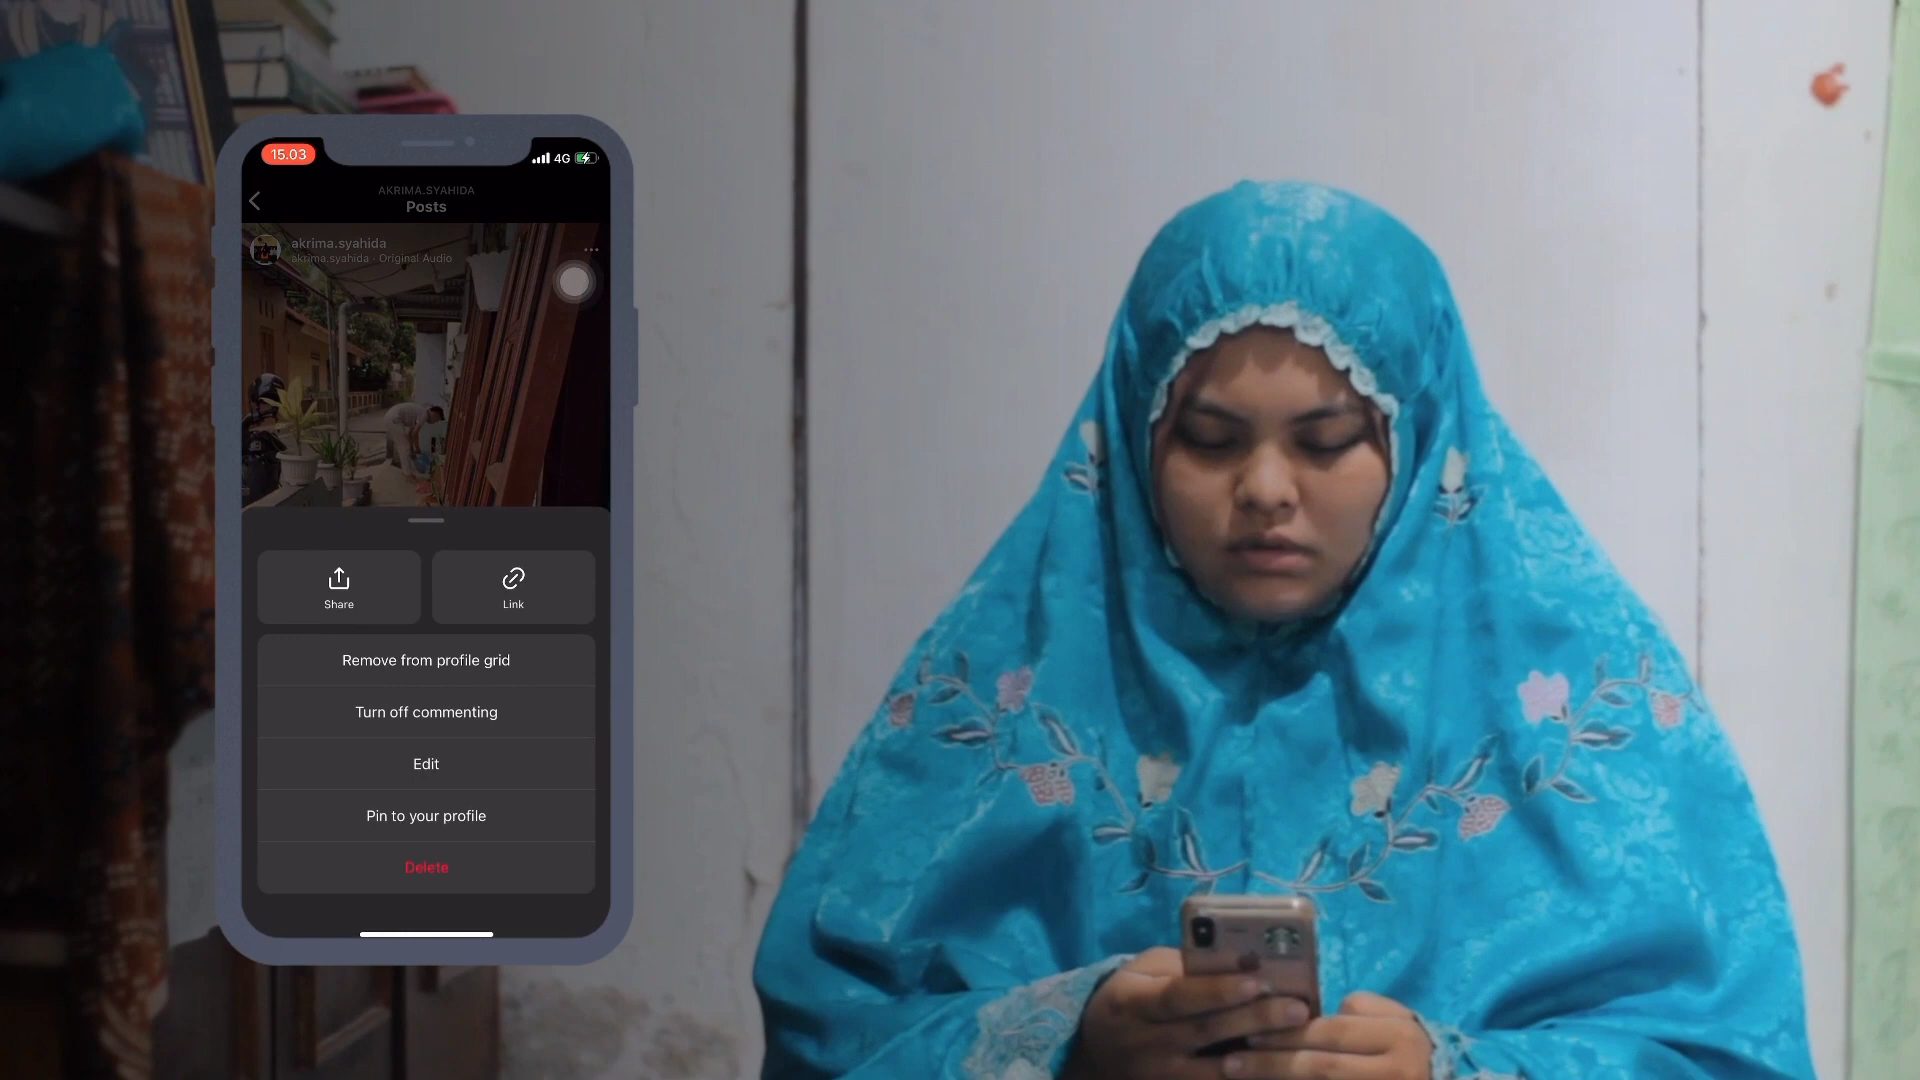 15.03
4G
AKRIMA.SYAHIDA
Posts
akrima.syahida
akrima.syahida · Original Audio
Share
Link
Remove from profile grid
Turn off commenting
Edit
Pin to your profile
Delete